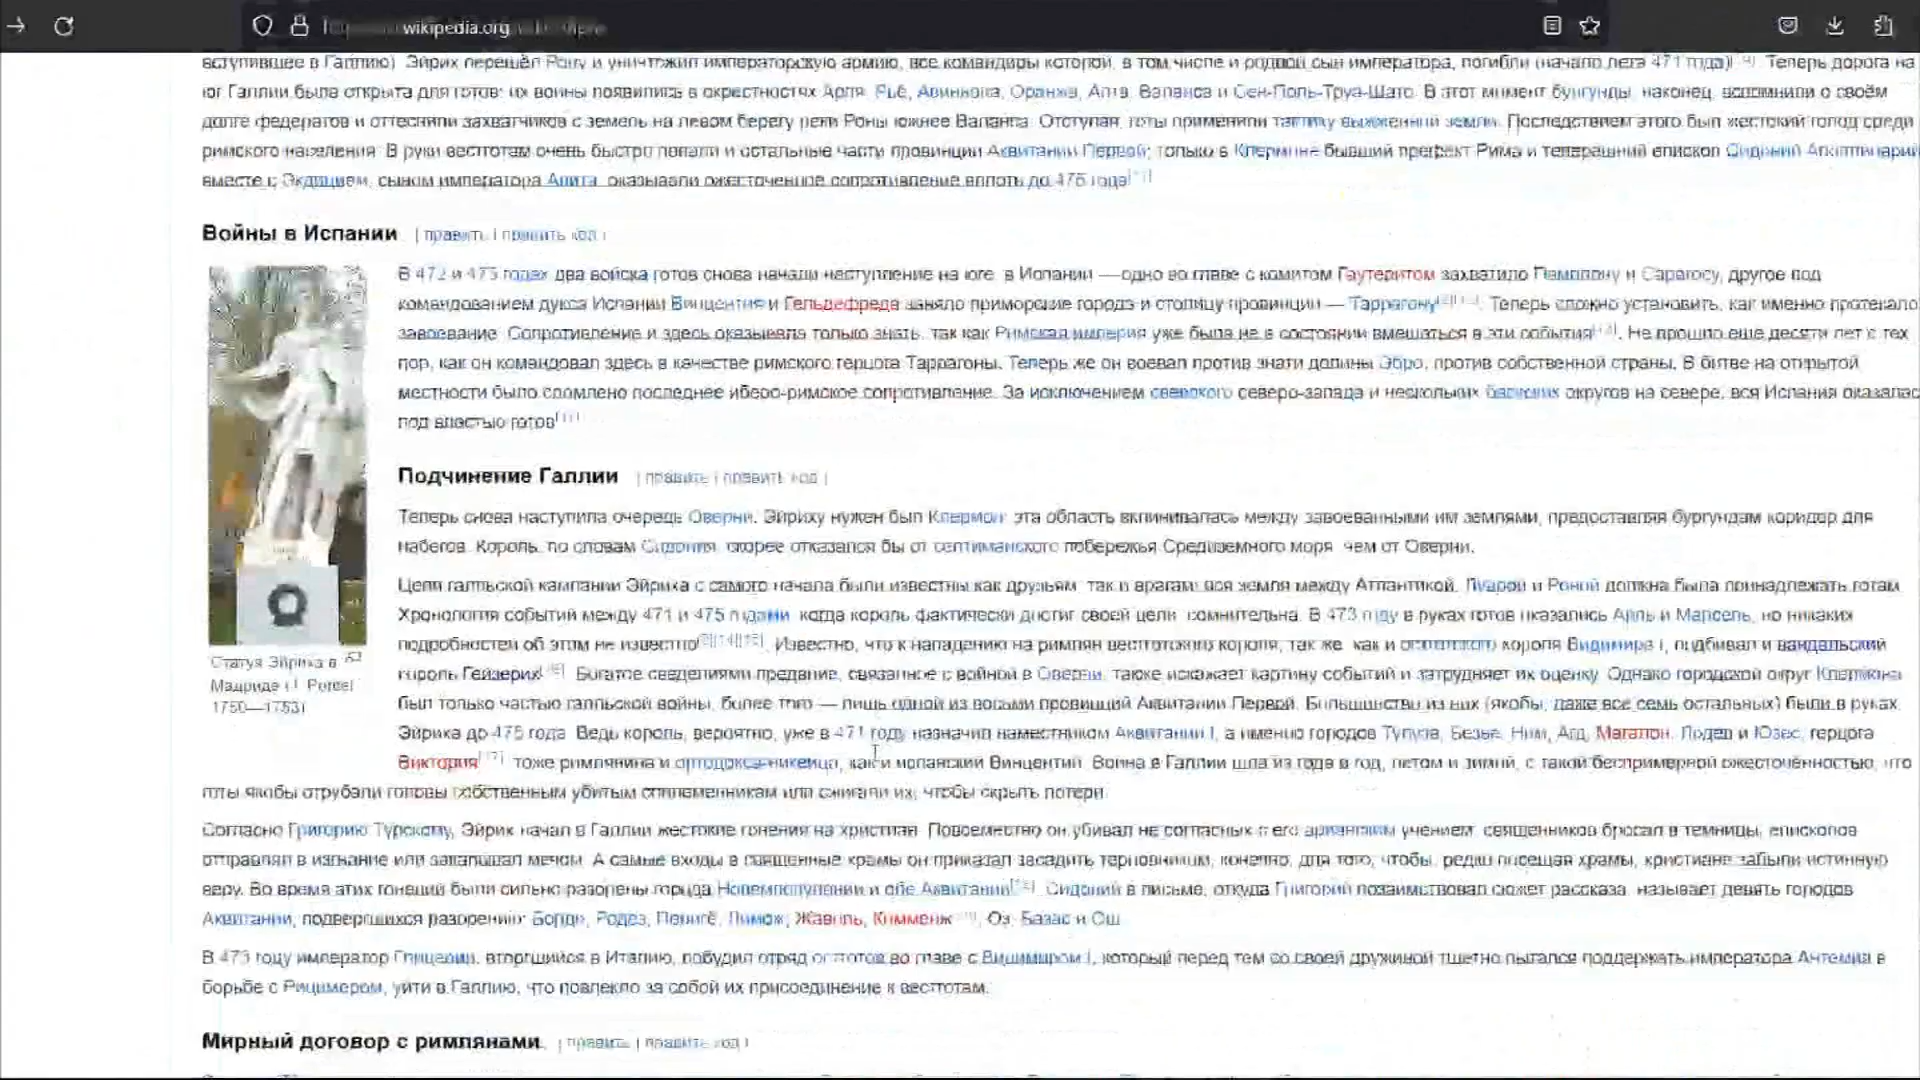 wikipedia.org
вступившее в Галлию). Эйрих перешёл Рону и уничтожил императорскую армию, все командиры которой, в том числе и родной сын императора, погибли (начало лета 471 года). Теперь дорога на
юг Галлии была открыта для готов: их воины появились в окрестностях Арля, Рьё, Авиньона, Оранжа, Алта, Валанса и Сен-Поль-Труа-Шато. В этот момент бургунды, наконец, вспомнили о своём
долге федератов и оттеснили захватчиков с земель на левом берегу реки Роны южнее Валанса. Отступая, готы применили тактику выжженной земли. Последствием этого был жестокий голод среди
римского населения. В руки вестготам очень быстро попали и остальные части провинции Аквитании Первой; только в Клермоне бывший префект Рима и теперешний епископ Сидоний Аполлинарий
вместе с Экдицием, сыном императора Авита, оказывали ожесточенное сопротивление вплоть до 475 года
Войны в Испании [ править | править код ]
В 472 и 473 годах два войска готов снова начали наступление на юге, в Испании — одно во главе с комитом Гаутеритом захватило Памплону и Сарагосу, другое под
командованием дукса Испании Винцентия и Гельдефреда заняло приморские города и столицу провинции — Таррагону. Теперь сложно установить, как именно протекало
завоевание. Сопротивление и здесь оказывала только знать, так как Римская империя уже была не в состоянии вмешаться в эти события. Не прошло еще десяти лет с тех
пор, как он командовал здесь в качестве римского герцога Таррагоны. Теперь же он воевал против знати долины Эбро, против собственной страны. В битве на открытой
местности было сломлено последнее иберо-римское сопротивление. За исключением свевского северо-запада и нескольких баскских округов на севере, вся Испания оказалас
под властью готов
Подчинение Галлии [ править | править код ]
Теперь снова наступила очередь Оверни. Эйриху нужен был Клермон: эта область вклинивалась между завоеванными им землями, предоставляя бургундам коридор для
набегов. Король, по словам Сидония, скорее отказался бы от септиманского побережья Средиземного моря, чем от Оверни.
Цели галльской кампании Эйриха с самого начала были известны как друзьям, так и врагам: вся земля между Атлантикой, Луарой и Роной должна была принадлежать готам.
Хронология событий между 471 и 475 годами, когда король фактически достиг своей цели, сомнительна. В 473 году в руках готов оказались Арль и Марсель, но никаких
подробностей об этом не известно. Известно, что к нападению на римлян вестготского короля, так же, как и остготского короля Видимира I, подбивал и вандальский
король Гейзерих. Богатое сведениями предание, связанное с войной в Оверни, также искажает картину событий и затрудняет их оценку. Однако городской округ Клермона
был только частью галльской войны, более того — лишь одной из восьми провинций Аквитании Первой. Большинство из них (якобы, даже все семь остальных) были в руках
Эйриха до 475 года. Ведь король, вероятно, уже в 471 году назначил наместником Аквитании I, а именно городов Тулуза, Безье, Ним, Агд, Магалон, Лодев и Юзес, герцога
Виктория, тоже римлянина и ортодокса-никейца, как и испанский Винцентий. Война в Галлии шла из года в год, летом и зимой, с такой беспримерной ожесточённостью, что
готы якобы отрубали головы собственным убитым соплеменникам или сжигали их, чтобы скрыть потери.
Статуя Эйриха в
Мадриде
1750—1753)
Согласно Григорию Турскому, Эйрих начал в Галлии жестокие гонения на христиан. Повсеместно он убивал не согласных с его арианским учением, священников бросал в темницы, епископов
отправлял в изгнание или закалывал мечом. А самые входы в священные храмы он приказал засадить терновником, конечно, для того, чтобы, редко посещая храмы, христиане забыли истинную
веру. Во время этих гонений были сильно разорены города Новемпопулании и обе Аквитании. Сидоний в письме, откуда Григорий позаимствовал сюжет рассказа, называет девять городов
Аквитании, подвергшихся разорению: Бордо, Родез, Перигё, Лимож, Жаволь, Комменж, Оз, Базас и Ош.
В 473 году император Глицерий, вторгшийся в Италию, побудил отряд остготов во главе с Видимиром I, который перед тем со своей дружиной тщетно пытался поддержать императора Антемия в
борьбе с Рицимером, уйти в Галлию, что повлекло за собой их присоединение к вестготам.
Мирный договор с римлянами [ править | править код ]